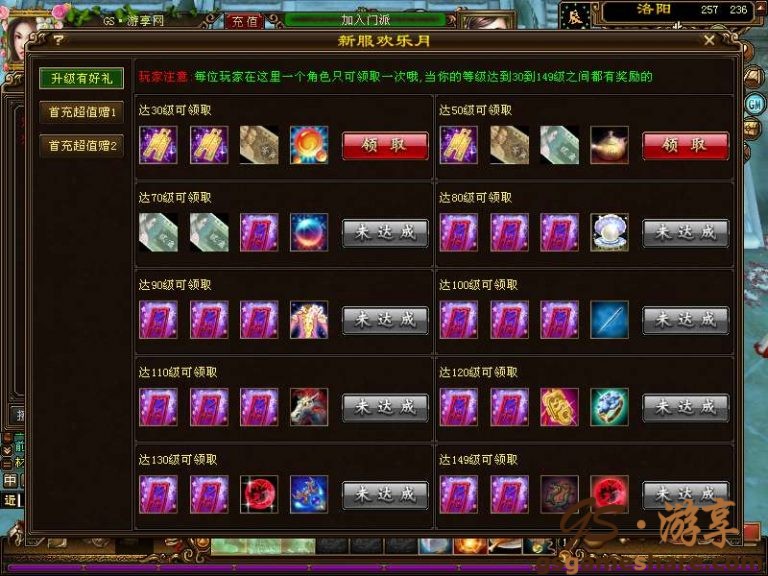 GS·游享网
充值
加入门派
辰
洛阳
257 236
?
新服欢乐月
×
升级有好礼
首充超值赠1
首充超值赠2
玩家注意:每位玩家在这里一个角色只可领取一次哦,当你的等级达到30到149级之间都有奖励的
达30级可领取
领取
达50级可领取
领取
达70级可领取
未达成
达80级可领取
未达成
达90级可领取
未达成
达100级可领取
未达成
达110级可领取
未达成
达120级可领取
未达成
达130级可领取
未达成
达149级可领取
未达成
GM
近
GS·游享